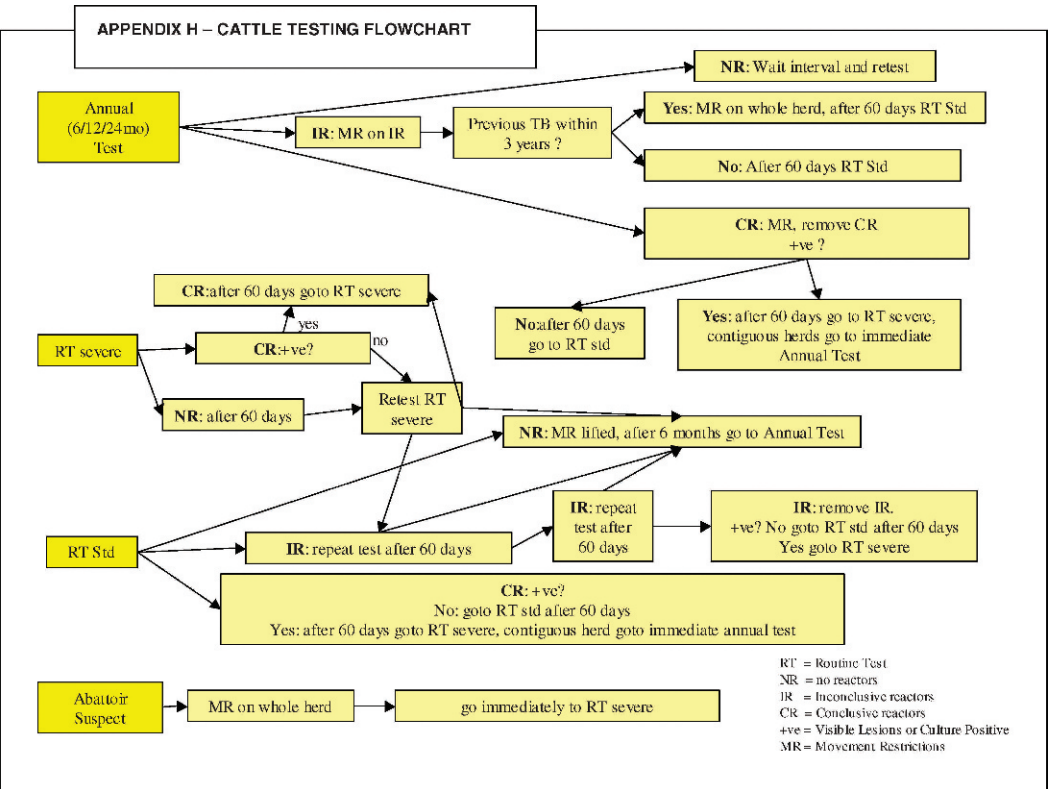 APPENDIX H – CATTLE TESTING FLOWCHART
NR: Wait interval and retest
Annual
(6/12/24mo)
Test
IR: MR on IR
Previous TB within
3 years ?
Yes: MR on whole herd, after 60 days RT Std
No: After 60 days RT Std
CR: MR, remove CR
+ve ?
CR:after 60 days goto RT severe
No:after 60 days
go to RT std
Yes: after 60 days go to RT severe,
contiguous herds go to immediate
Annual Test
yes
RT severe
CR:+ve?
no
NR: after 60 days
Retest RT
severe
NR: MR lifted, after 6 months go to Annual Test
RT Std
IR: repeat test after 60 days
IR: repeat
test after
60 days
IR: remove IR.
+ve? No goto RT std after 60 days
Yes goto RT severe
CR: +ve?
No: goto RT std after 60 days
Yes: after 60 days goto RT severe, contiguous herd goto immediate annual test
Abattoir
Suspect
MR on whole herd
go immediately to RT severe
RT = Routine Test
NR = no reactors
IR = Inconclusive reactors
CR = Conclusive reactors
+ve = Visible Lesions or Culture Positive
MR = Movement Restrictions